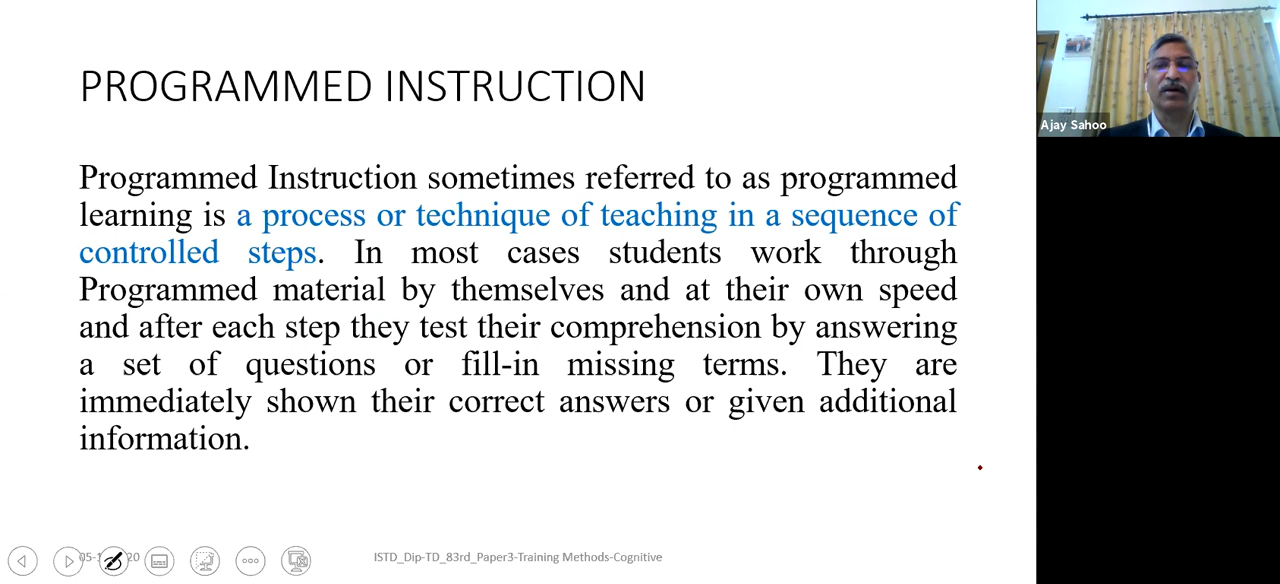 PROGRAMMED INSTRUCTION
Programmed Instruction sometimes referred to as programmed
learning is a process or technique of teaching in a sequence of
controlled steps. In most cases students work through
Programmed material by themselves and at their own speed
and after each step they test their comprehension by answering
a set of questions or fill-in missing terms. They are
immediately shown their correct answers or given additional
information.
Ajay Sahoo
ISTD_Dip-TD_83rd_Paper3-Training Methods-Cognitive